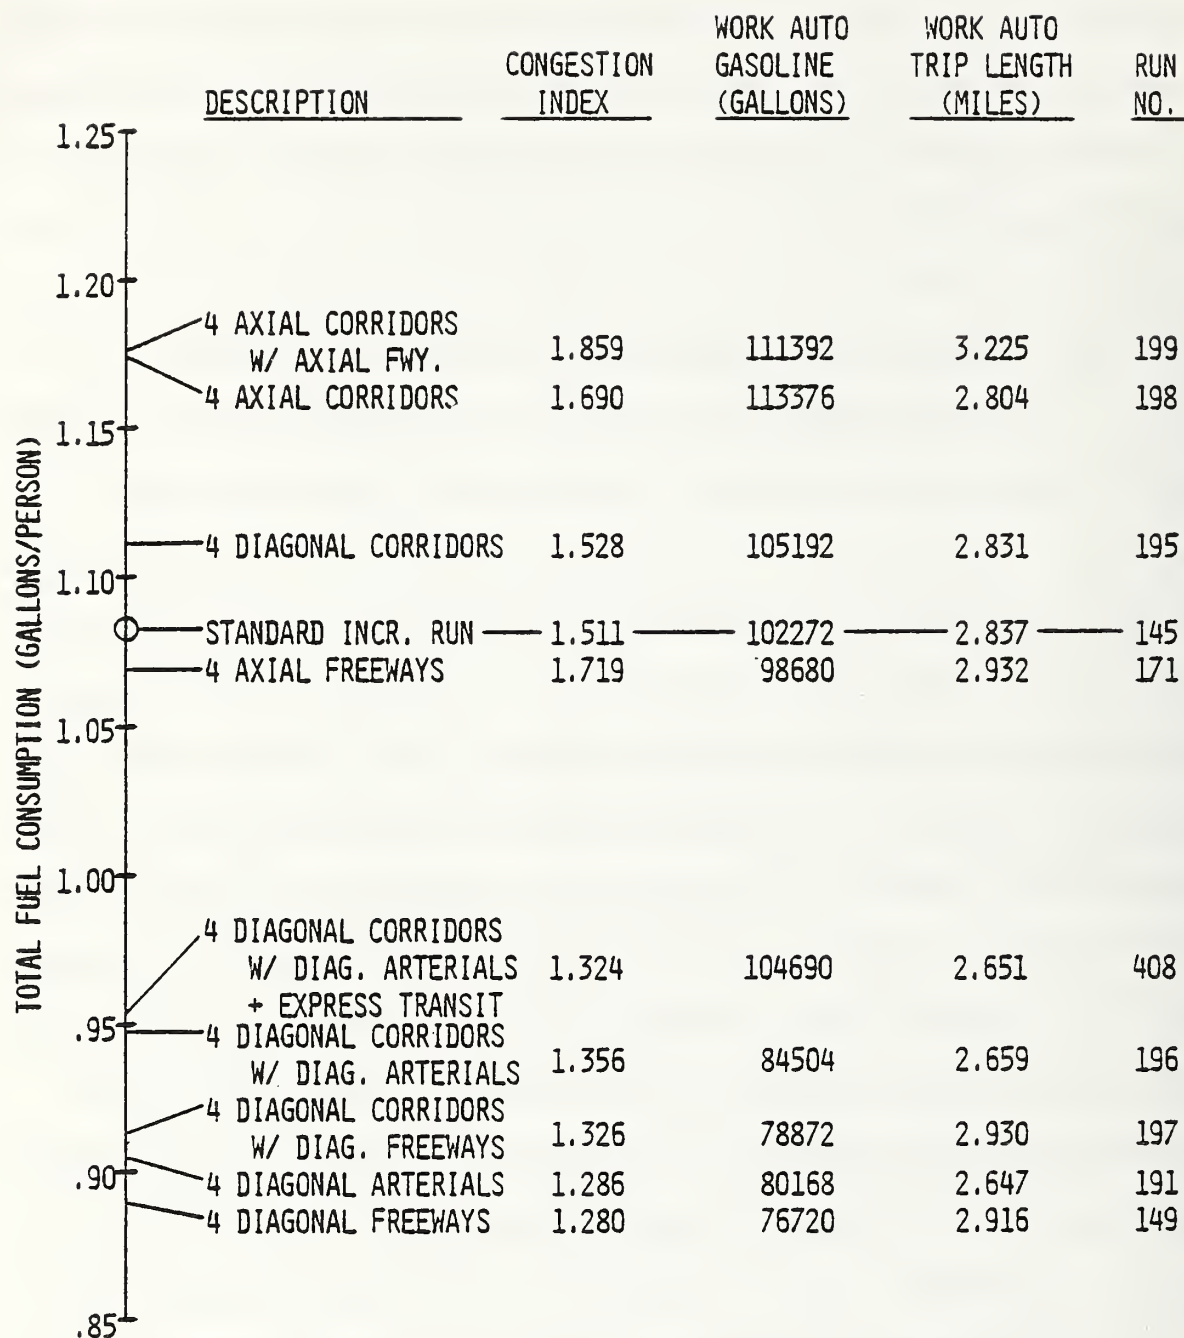 WORK AUTO WORK AUTO
CONGESTION GASOLINE TRIP LENGTH RUN
DESCRIPTION INDEX (GALLONS) (MILES) NO.
1.25
1.20
4 AXIAL CORRIDORS
W/ AXIAL FWY. 1.859 111392 3.225 199
4 AXIAL CORRIDORS 1.690 113376 2.804 198
1.15
4 DIAGONAL CORRIDORS 1.528 105192 2.831 195
1.10
STANDARD INCR. RUN 1.511 102272 2.837 145
4 AXIAL FREEWAYS 1.719 98680 2.932 171
1.05
TOTAL FUEL CONSUMPTION (GALLONS/PERSON)
1.00
4 DIAGONAL CORRIDORS
W/ DIAG. ARTERIALS 1.324 104690 2.651 408
+ EXPRESS TRANSIT
.95
4 DIAGONAL CORRIDORS
W/ DIAG. ARTERIALS 1.356 84504 2.659 196
4 DIAGONAL CORRIDORS
W/ DIAG. FREEWAYS 1.326 78872 2.930 197
.90
4 DIAGONAL ARTERIALS 1.286 80168 2.647 191
4 DIAGONAL FREEWAYS 1.280 76720 2.916 149
.85